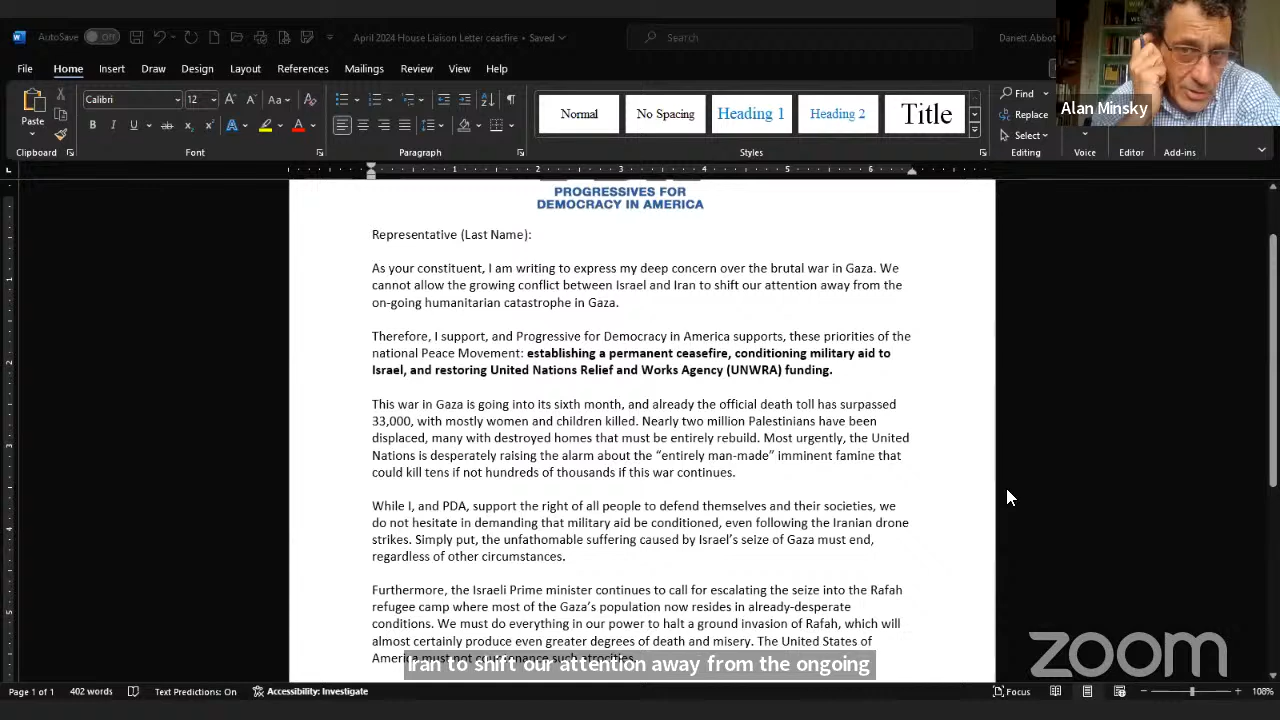 AutoSave
Off
April 2024 House Liaison Letter ceasfire • Saved
Search
Danett Abbot
File
Home
Insert
Draw
Design
Layout
References
Mailings
Review
View
Help
Paste
Calibri
12
Normal
No Spacing
Heading 1
Heading 2
Title
Find
Replace
Select
Alan Minsky
Clipboard
Font
Paragraph
Styles
Editing
Voice
Editor
Add-ins
PROGRESSIVES FOR
DEMOCRACY IN AMERICA
Representative (Last Name):
As your constituent, I am writing to express my deep concern over the brutal war in Gaza. We
cannot allow the growing conflict between Israel and Iran to shift our attention away from the
on-going humanitarian catastrophe in Gaza.
Therefore, I support, and Progressive for Democracy in America supports, these priorities of the
national Peace Movement: establishing a permanent ceasefire, conditioning military aid to
Israel, and restoring United Nations Relief and Works Agency (UNWRA) funding.
This war in Gaza is going into its sixth month, and already the official death toll has surpassed
33,000, with mostly women and children killed. Nearly two million Palestinians have been
displaced, many with destroyed homes that must be entirely rebuild. Most urgently, the United
Nations is desperately raising the alarm about the “entirely man-made” imminent famine that
could kill tens if not hundreds of thousands if this war continues.
While I, and PDA, support the right of all people to defend themselves and their societies, we
do not hesitate in demanding that military aid be conditioned, even following the Iranian drone
strikes. Simply put, the unfathomable suffering caused by Israel’s seize of Gaza must end,
regardless of other circumstances.
Furthermore, the Israeli Prime minister continues to call for escalating the seize into the Rafah
refugee camp where most of the Gaza’s population now resides in already-desperate
conditions. We must do everything in our power to halt a ground invasion of Rafah, which will
almost certainly produce even greater degrees of death and misery. The United States of
America must not countenance such atrocities.
Iran to shift our attention away from the ongoing
zoom
Page 1 of 1
402 words
Text Predictions: On
Accessibility: Investigate
Focus
108%